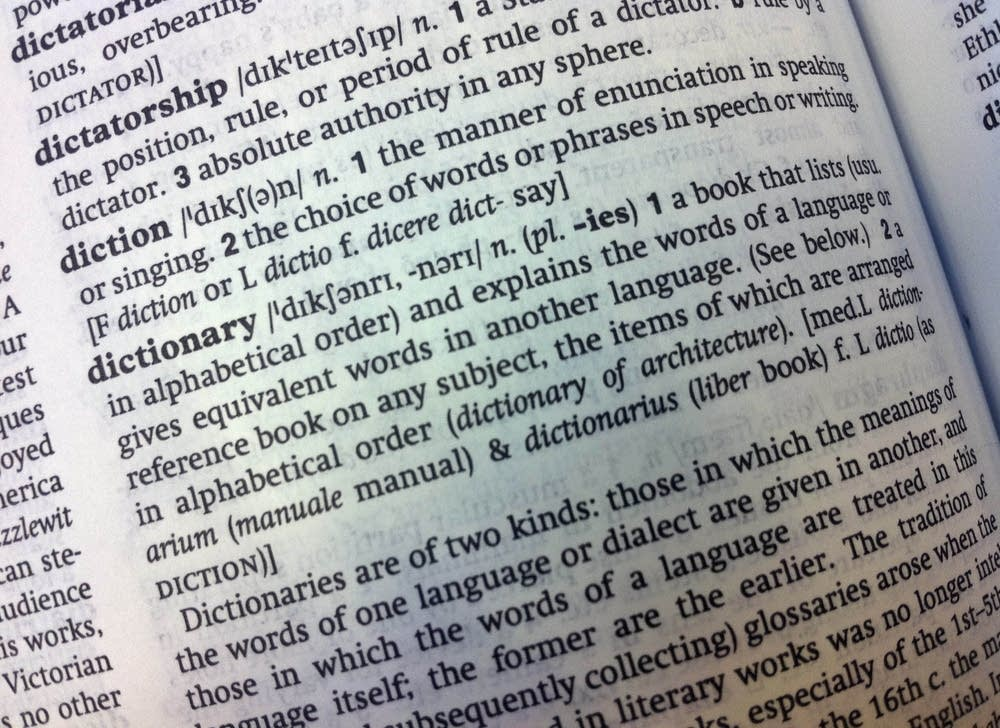 pow
dictatoria
ious, overbearing.
DICTATOR)]
dictatorship /dɪkˈteɪtəʃɪp/ n. 1 a sta
the position, rule, or period of rule of a dictator. b rule by a
dictator. 3 absolute authority in any sphere.
diction /ˈdɪkʃ(ə)n/ n. 1 the manner of enunciation in speaking
or singing. 2 the choice of words or phrases in speech or writing.
[F diction or L dictio f. dicere dict- say]
dictionary /ˈdɪkʃənrɪ, -nərɪ/ n. (pl. -ies) 1 a book that lists (usu.
in alphabetical order) and explains the words of a language or
gives equivalent words in another language. (See below.) 2 a
reference book on any subject, the items of which are arranged
in alphabetical order (dictionary of architecture). [med.L diction-
arium (manuale manual) & dictionarius (liber book) f. L dictio (as
DICTION)]
Dictionaries are of two kinds: those in which the meanings of
the words of one language or dialect are given in another, and
those in which the words of a language are treated in this
language itself; the former are the earlier. The tradition of
subsequently collecting) glossaries arose when the
d in literary works was no longer inte
ks, especially of the 1st–5th
the 16th c. the m
English. I
e
A
ur
test
ques
oyed
merica
zzlewit
can ste-
udience
is works,
Victorian
s no other
she
Eth
nic
d